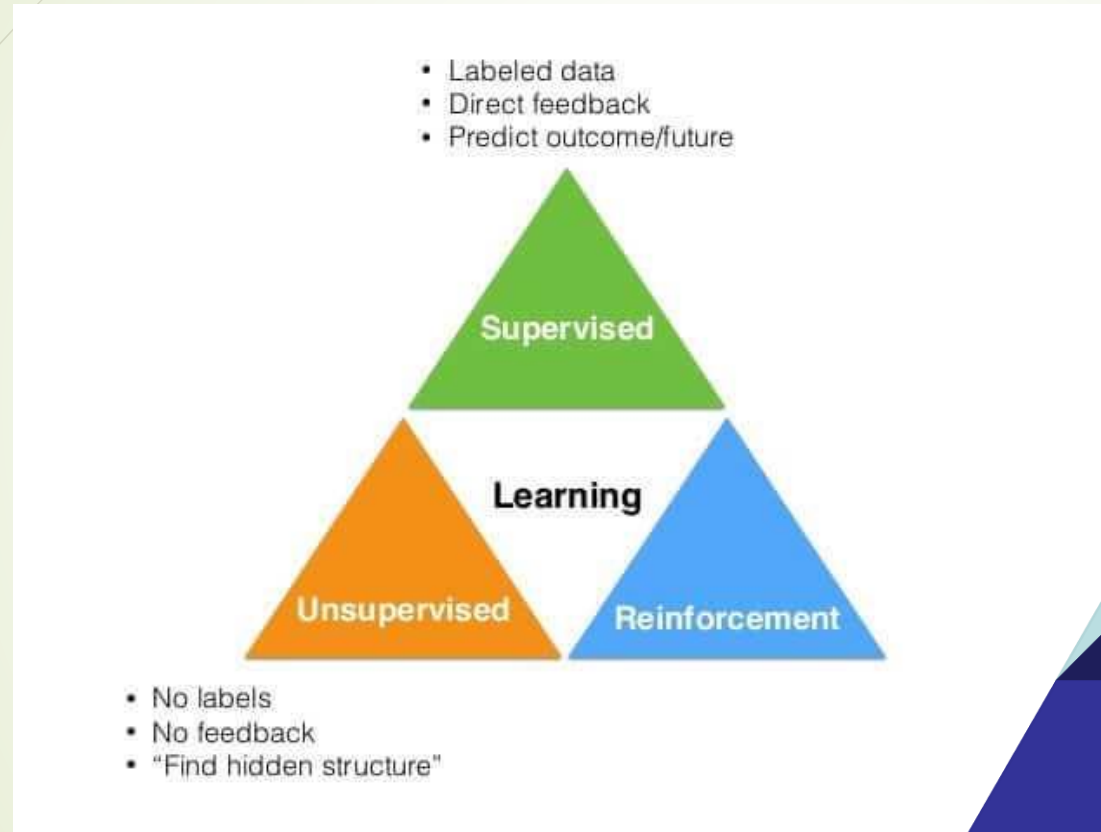 • Labeled data
• Direct feedback
• Predict outcome/future
Supervised
Learning
Unsupervised
Reinforcement
• No labels
• No feedback
• “Find hidden structure”